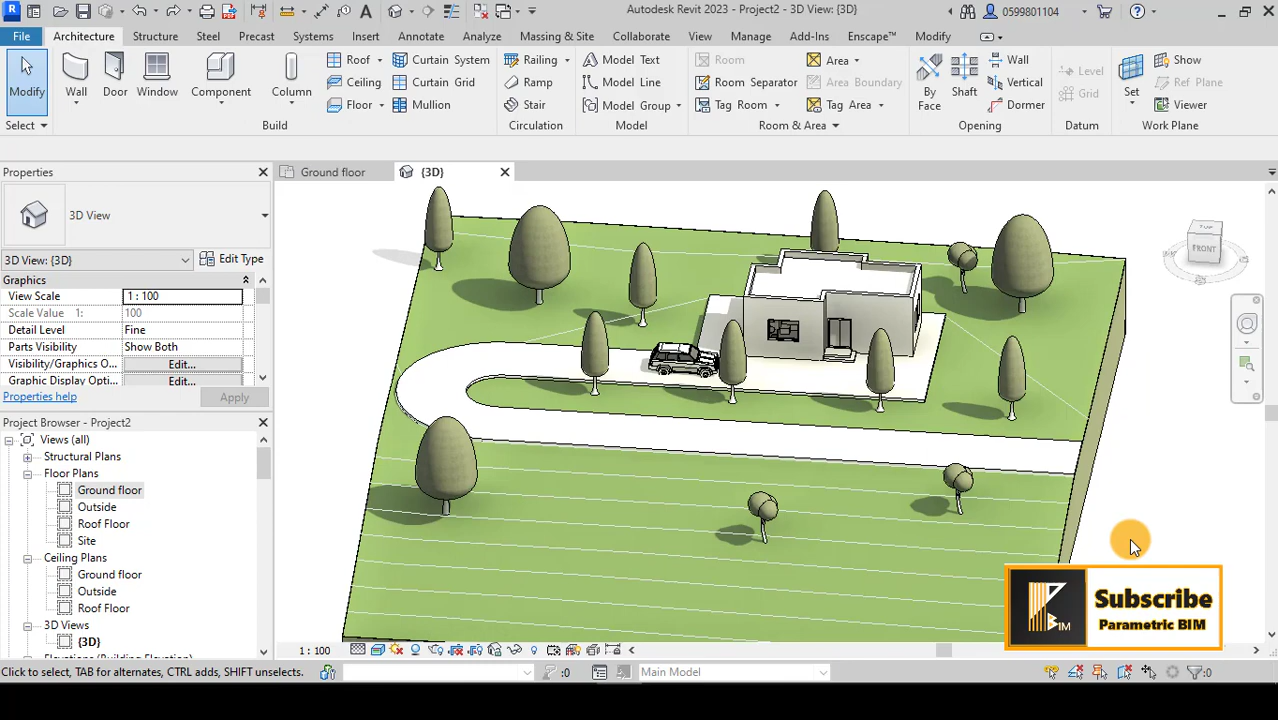 Autodesk Revit 2023 - Project2 - 3D View: {3D}
0599801104
File Architecture Structure Steel Precast Systems Insert Annotate Analyze Massing & Site Collaborate View Manage Add-Ins Enscape™ Modify
Modify
Wall
Door
Window
Component
Column
Roof
Ceiling
Floor
Curtain System
Curtain Grid
Mullion
Railing
Ramp
Stair
Model Text
Model Line
Model Group
Room
Room Separator
Tag Room
Area
Area Boundary
Tag Area
By Face
Shaft
Wall
Vertical
Dormer
Level
Grid
Set
Show
Ref Plane
Viewer
Select
Build
Circulation
Model
Room & Area
Opening
Datum
Work Plane
Properties
Ground floor
{3D}
3D View
3D View: {3D}
Edit Type
Graphics
View Scale 1 : 100
Scale Value 1: 100
Detail Level Fine
Parts Visibility Show Both
Visibility/Graphics O... Edit...
Graphic Display Opti... Edit...
Properties help
Apply
Project Browser - Project2
Views (all)
Structural Plans
Floor Plans
Ground floor
Outside
Roof Floor
Site
Ceiling Plans
Ground floor
Outside
Roof Floor
3D Views
{3D}
Elevations (Building Elevation)
TOP
FRONT
BIM
Subscribe
Parametric BIM
1 : 100
Click to select, TAB for alternates, CTRL adds, SHIFT unselects.
:0
Main Model
:0